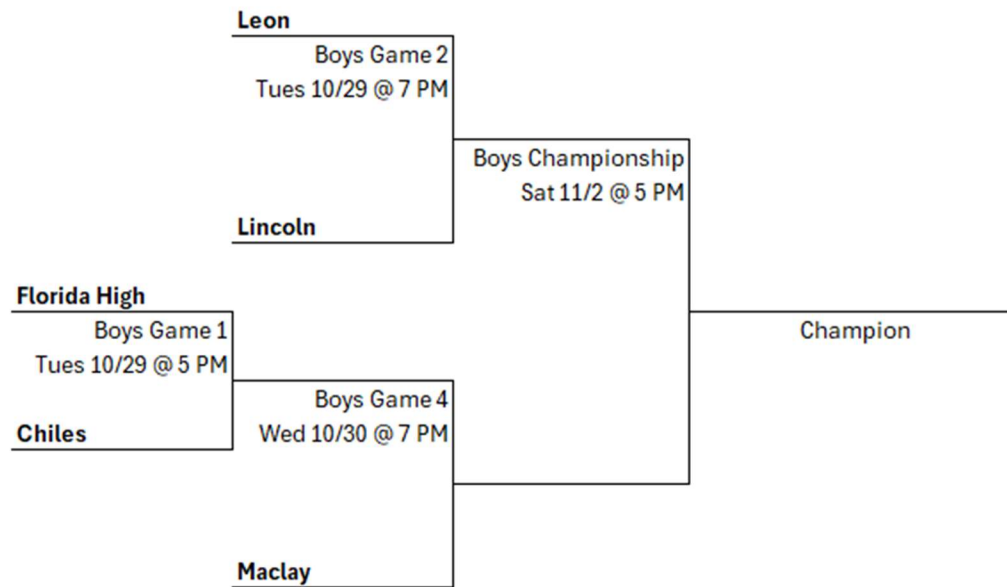 Leon
Boys Game 2
Tues 10/29 @ 7 PM
Boys Championship
Sat 11/2 @ 5 PM
Lincoln
Florida High
Boys Game 1
Tues 10/29 @ 5 PM
Champion
Boys Game 4
Wed 10/30 @ 7 PM
Chiles
Maclay